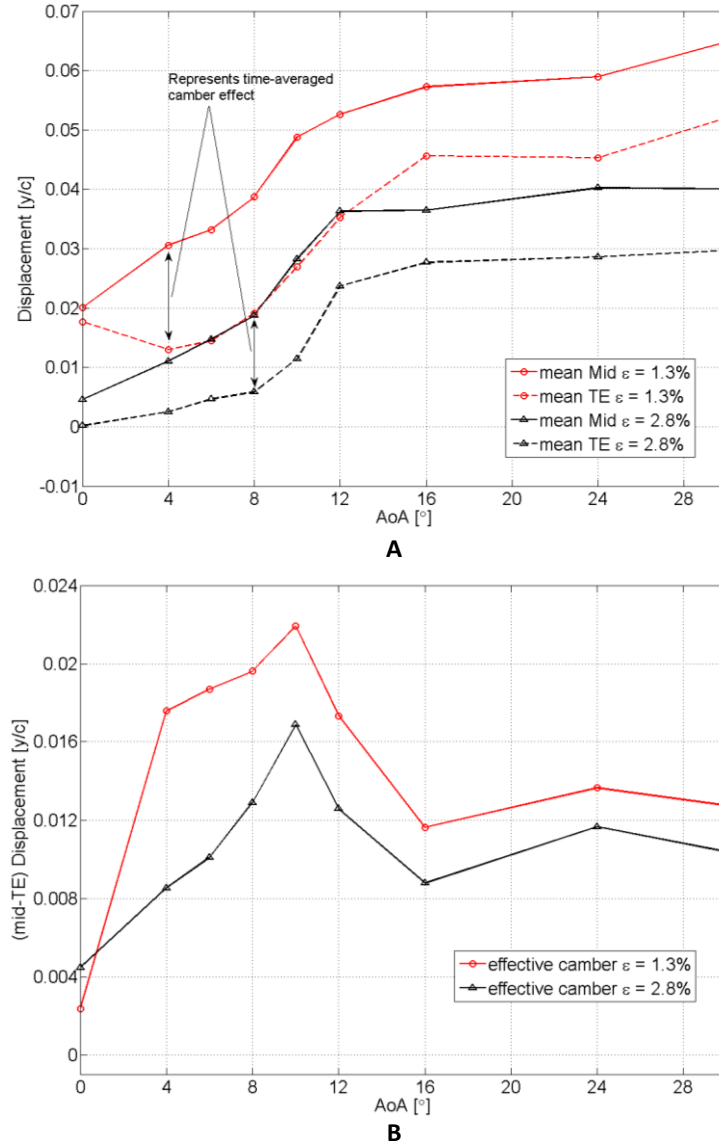 0.07
0.06
0.05
0.04
0.03
0.02
0.01
0
-0.01
Displacement [y/c]
Represents time-averaged
camber effect
mean Mid ε = 1.3%
mean TE ε = 1.3%
mean Mid ε = 2.8%
mean TE ε = 2.8%
0 4 8 12 16 20 24 28
AoA [°]
A
0.024
0.02
0.016
0.012
0.008
0.004
0
(mid-TE) Displacement [y/c]
effective camber ε = 1.3%
effective camber ε = 2.8%
0 4 8 12 16 20 24 28
AoA [°]
B